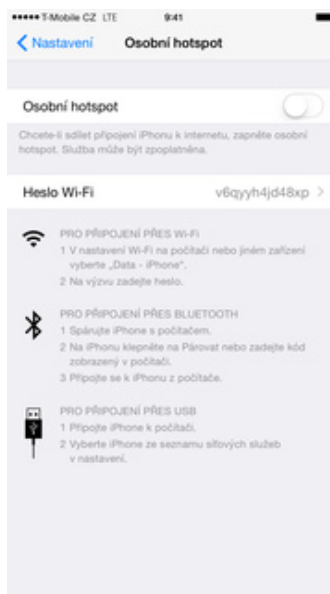 T-Mobile CZ LTE 9:41
Nastavení Osobní hotspot
Osobní hotspot
Chcete-li sdílet připojení iPhonu k internetu, zapněte osobní
hotspot. Služba může být zpoplatněna.
Heslo Wi-Fi v6qyyh4jd48xp
PRO PŘIPOJENÍ PŘES Wi-Fi
1 V nastavení Wi-Fi na počítači nebo jiném zařízení
vyberte „Data - iPhone“.
2 Na výzvu zadejte heslo.
PRO PŘIPOJENÍ PŘES BLUETOOTH
1 Spárujte iPhone s počítačem.
2 Na iPhonu klepněte na Párovat nebo zadejte kód
zobrazený v počítači.
3 Připojte se k iPhonu z počítače.
PRO PŘIPOJENÍ PŘES USB
1 Připojte iPhone k počítači.
2 Vyberte iPhone ze seznamu síťových služeb
v nastavení.